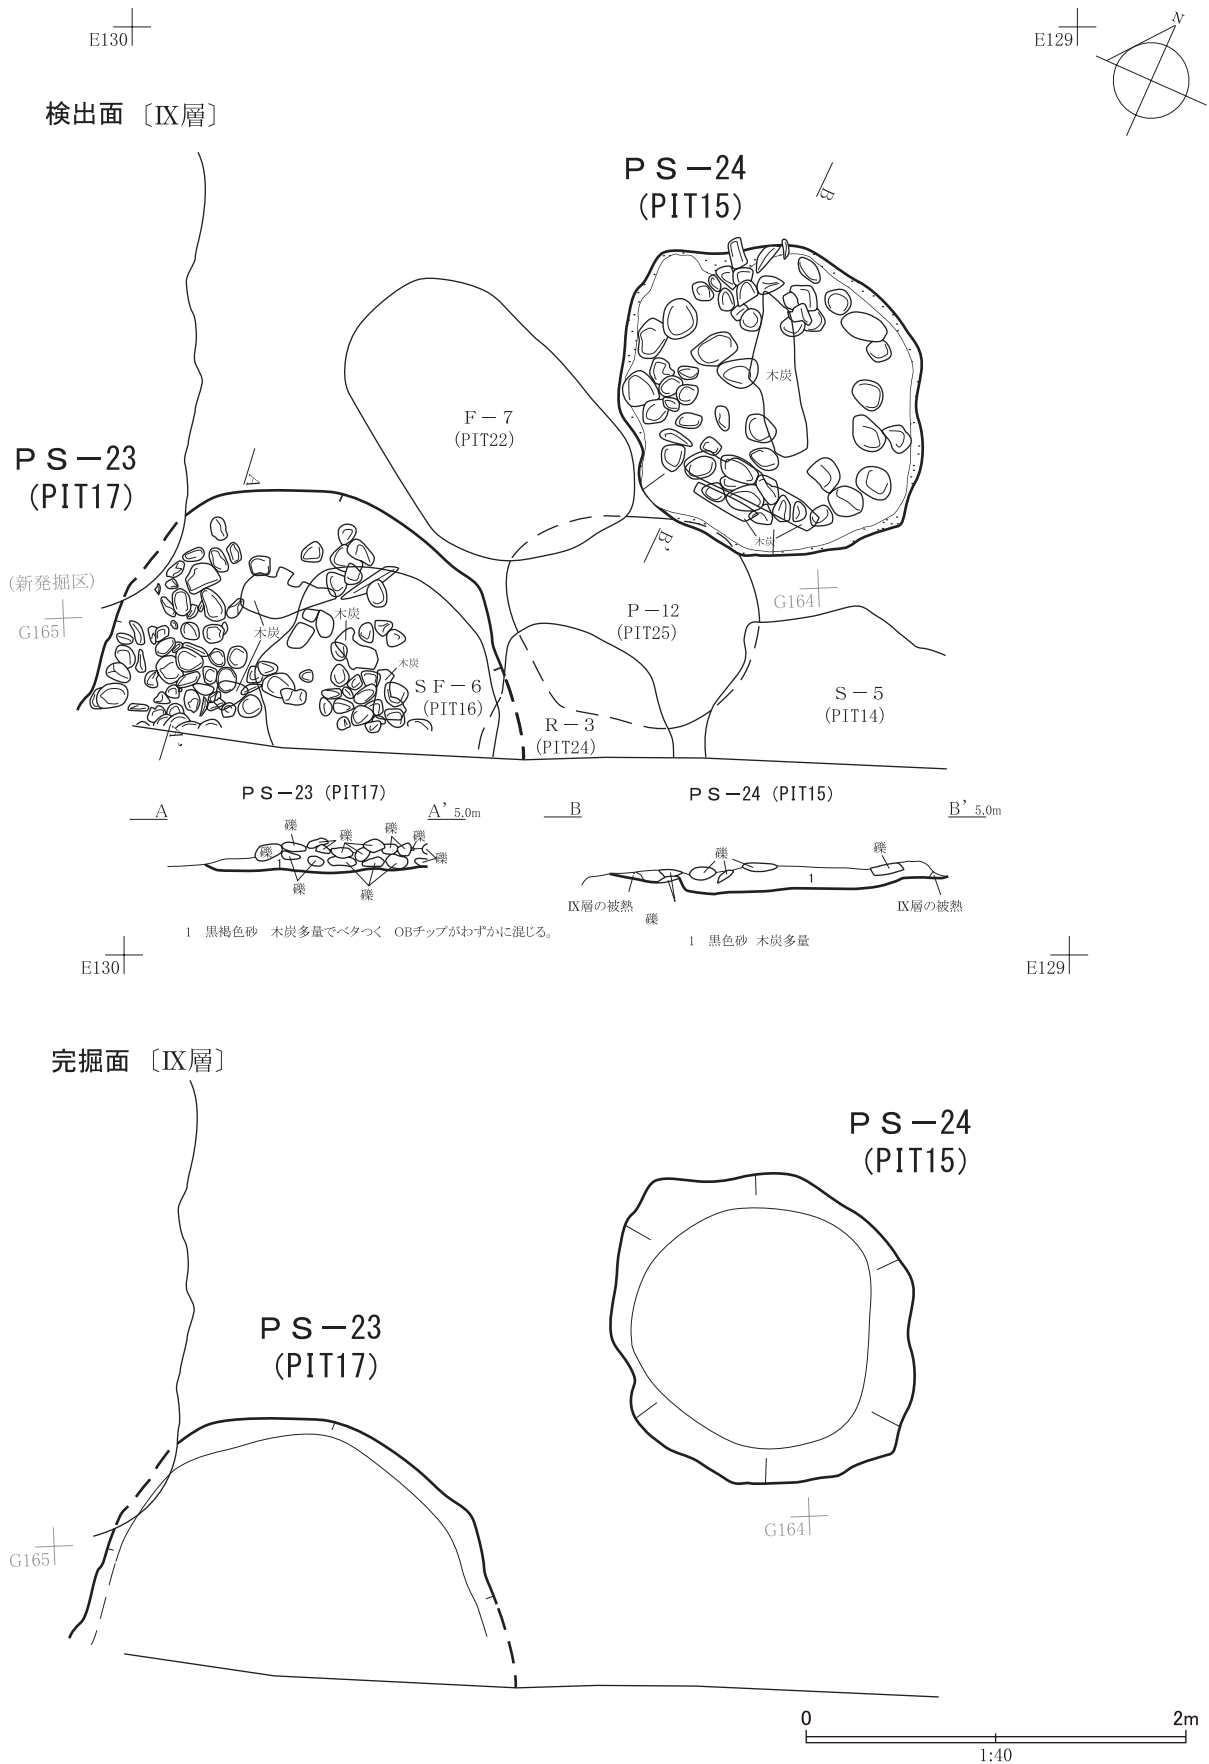 E130
E129
N
検出面 〔Ⅸ層〕
ＰＳ－24
(PIT15)
B
木炭
F－7
(PIT22)
ＰＳ－23
(PIT17)
A
木炭
B'
(新発掘区)
G165
G164
P－12
(PIT25)
木炭
木炭
木炭
SF－6
(PIT16)
S－5
(PIT14)
R－3
(PIT24)
A'
ＰＳ－23 (PIT17)
ＰＳ－24 (PIT15)
A
A' 5.0m
B
B' 5.0m
礫
礫
礫
礫
礫
礫
礫
礫
礫
1
礫
礫
1
Ⅸ層の被熱
礫
Ⅸ層の被熱
1 黒褐色砂 木炭多量でベタつく OBチップがわずかに混じる。
1 黒色砂 木炭多量
E130
E129
完掘面 〔Ⅸ層〕
ＰＳ－24
(PIT15)
ＰＳ－23
(PIT17)
G165
G164
0
2m
1:40